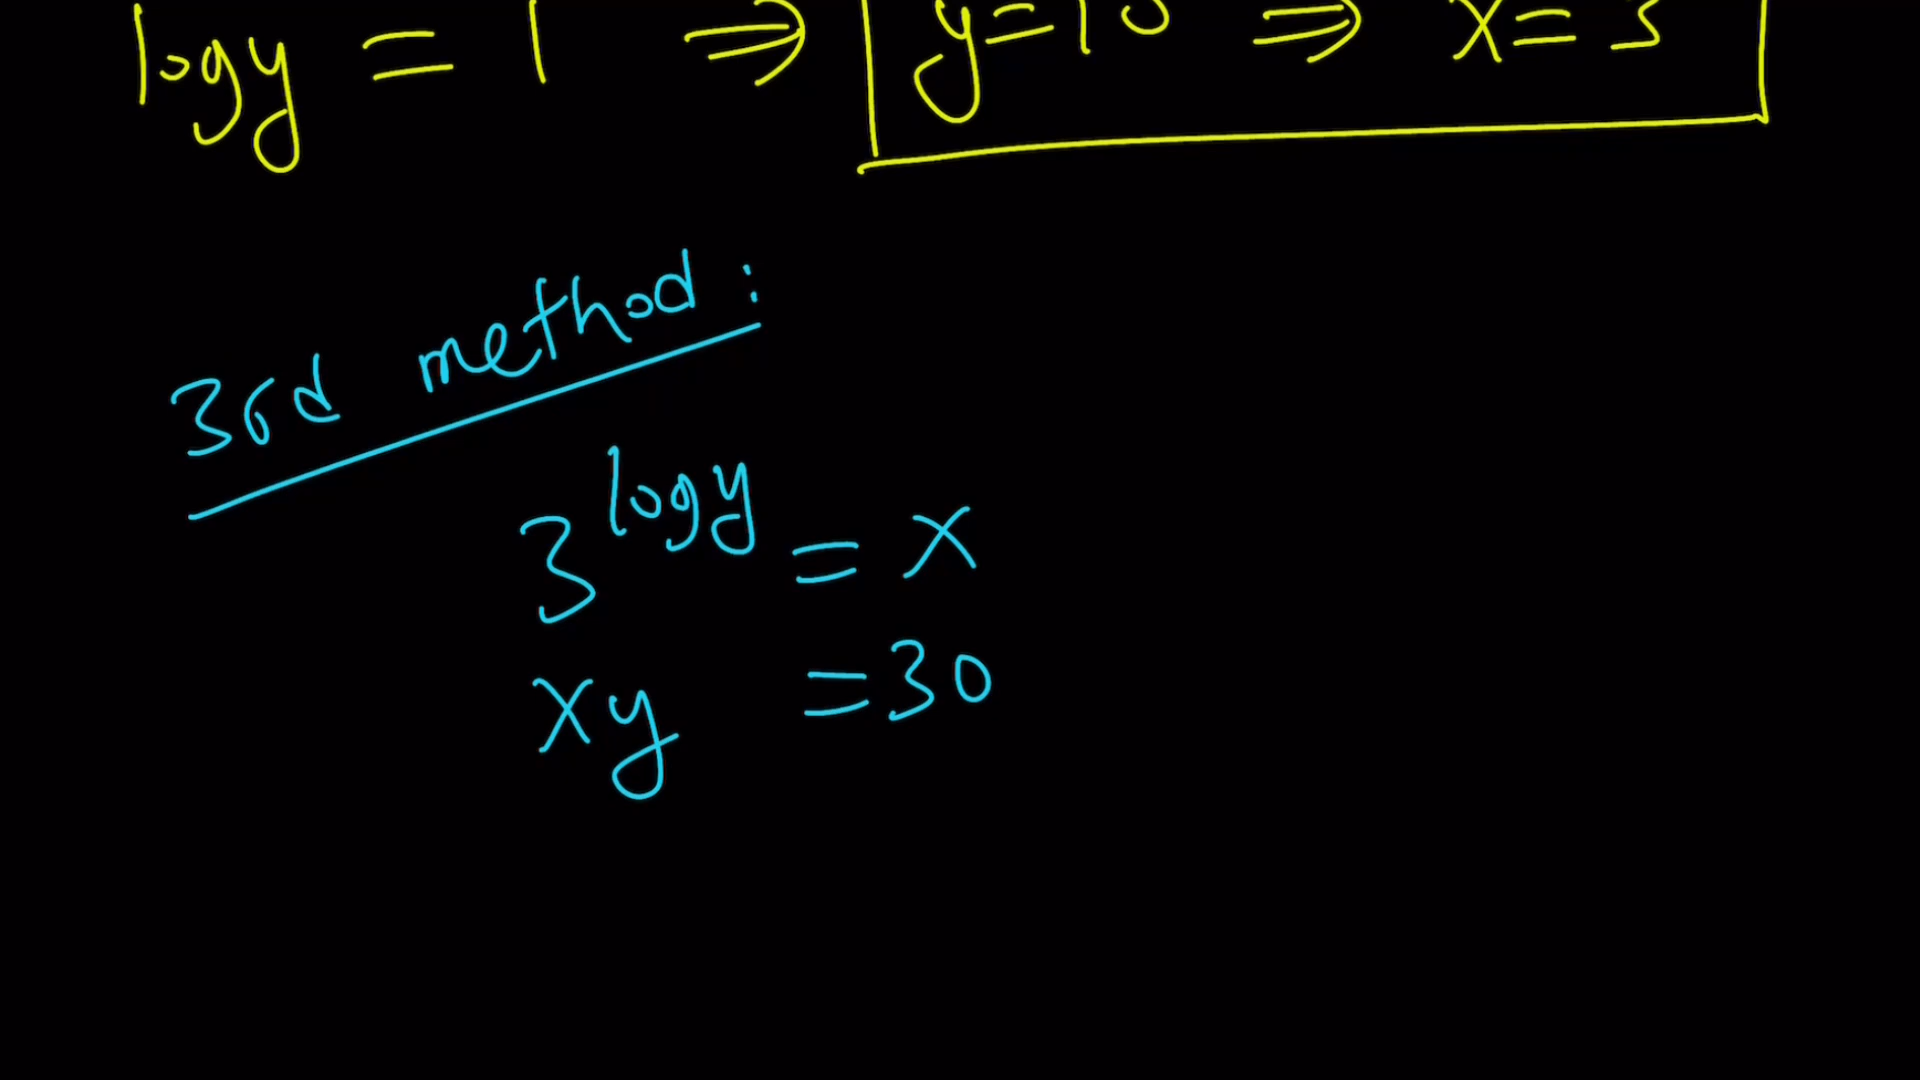 logy = 1 ⇒ y=10 ⇒ x=3
3rd method:
3^logy = x
xy = 30